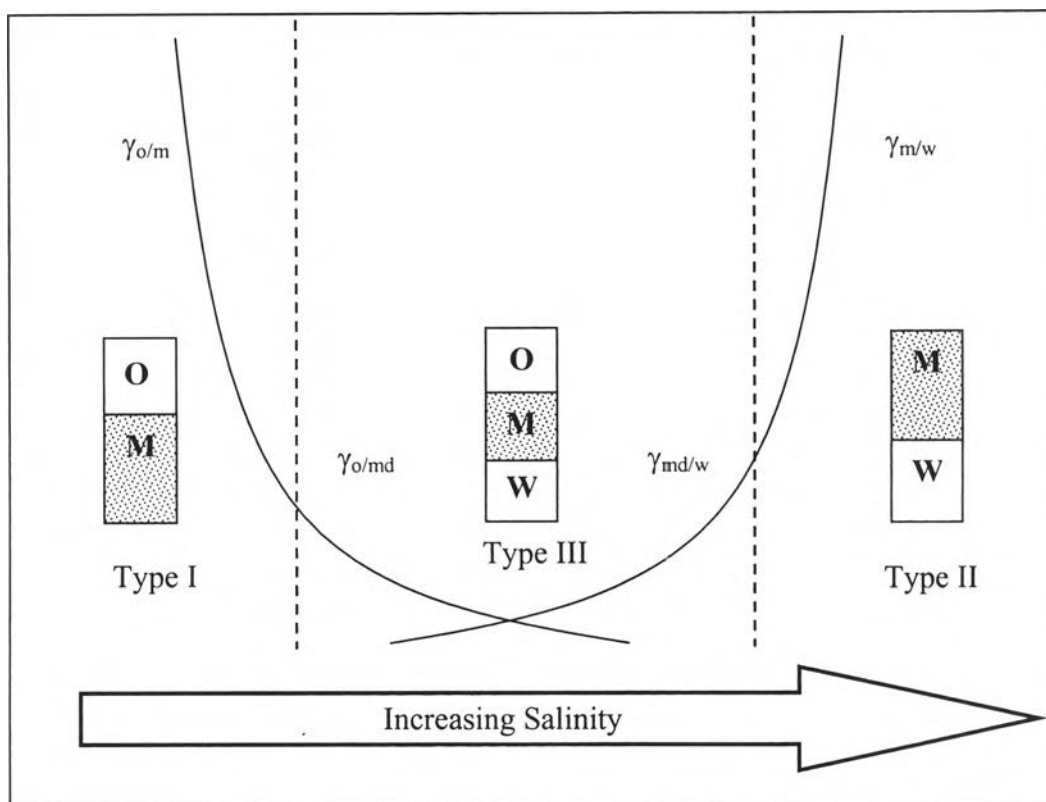 γo/m
γm/w
O
M
Type I
γo/md
O
M
W
Type III
γmd/w
M
W
Type II
Increasing Salinity